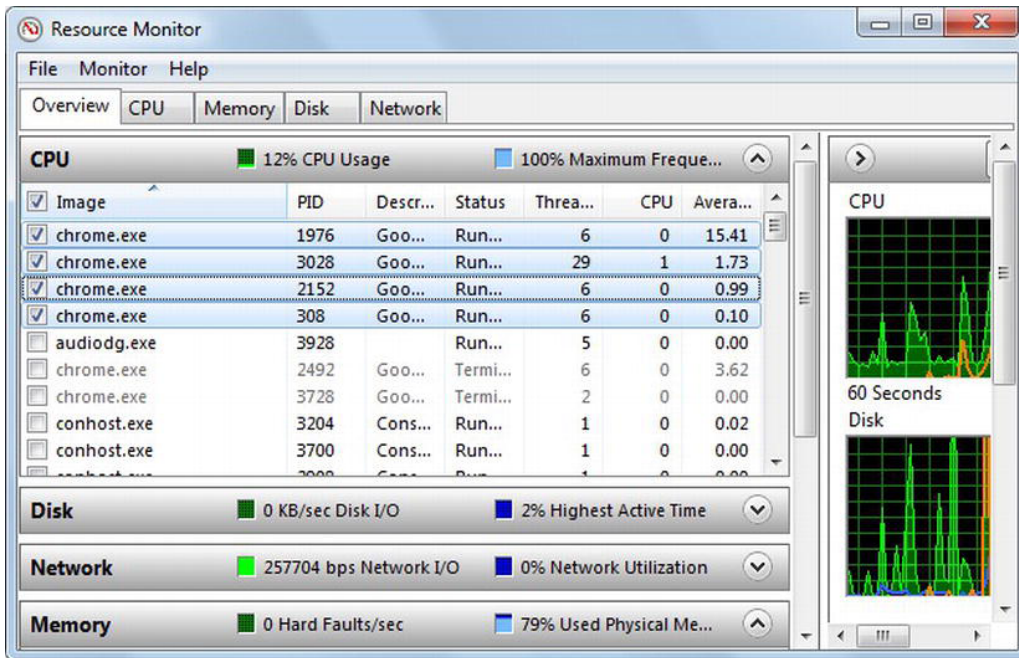 Resource Monitor
File Monitor Help
Overview CPU Memory Disk Network
CPU 12% CPU Usage 100% Maximum Freque...
Image PID Descr... Status Threa... CPU Avera...
chrome.exe 1976 Goo... Run... 6 0 15.41
chrome.exe 3028 Goo... Run... 29 1 1.73
chrome.exe 2152 Goo... Run... 6 0 0.99
chrome.exe 308 Goo... Run... 6 0 0.10
audiodg.exe 3928 Run... 5 0 0.00
chrome.exe 2492 Goo... Termi... 6 0 3.62
chrome.exe 3728 Goo... Termi... 2 0 0.00
conhost.exe 3204 Cons... Run... 1 0 0.02
conhost.exe 3700 Cons... Run... 1 0 0.00
Disk 0 KB/sec Disk I/O 2% Highest Active Time
Network 257704 bps Network I/O 0% Network Utilization
Memory 0 Hard Faults/sec 79% Used Physical Me...
CPU
60 Seconds
Disk